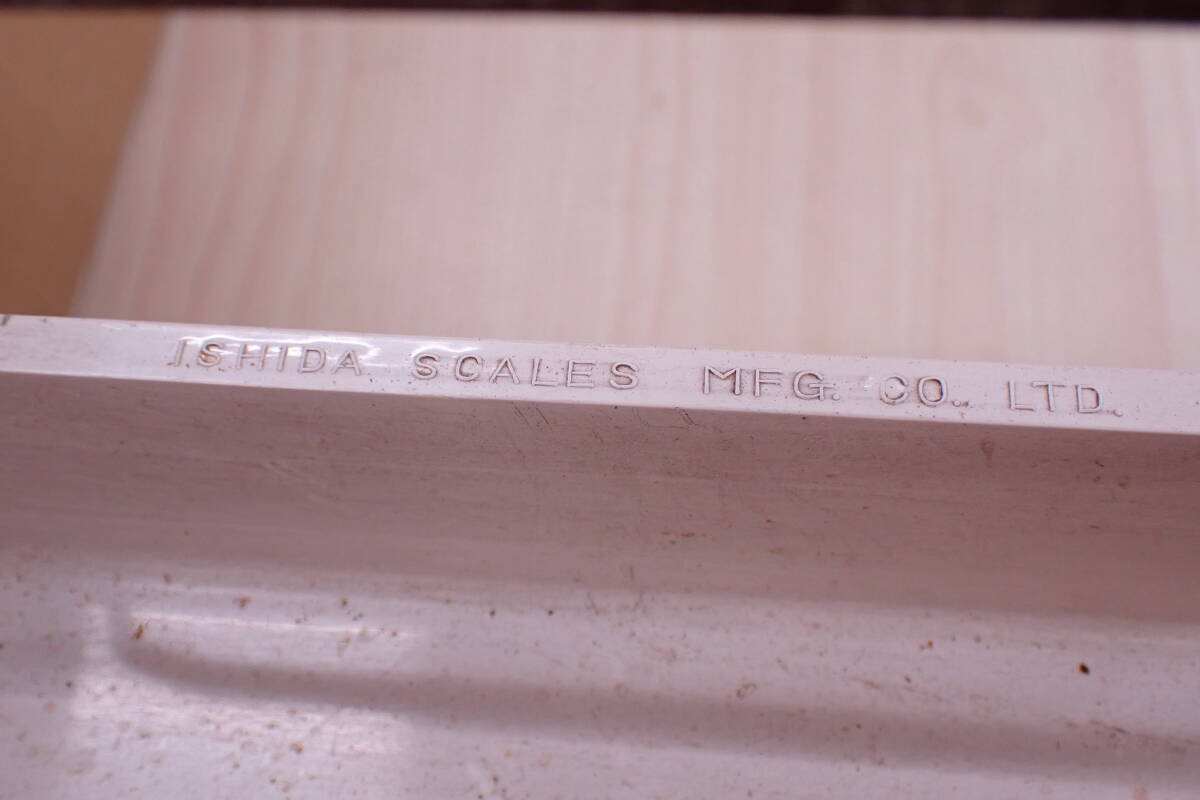 ISHIDA SCALES MFG. CO., LTD.